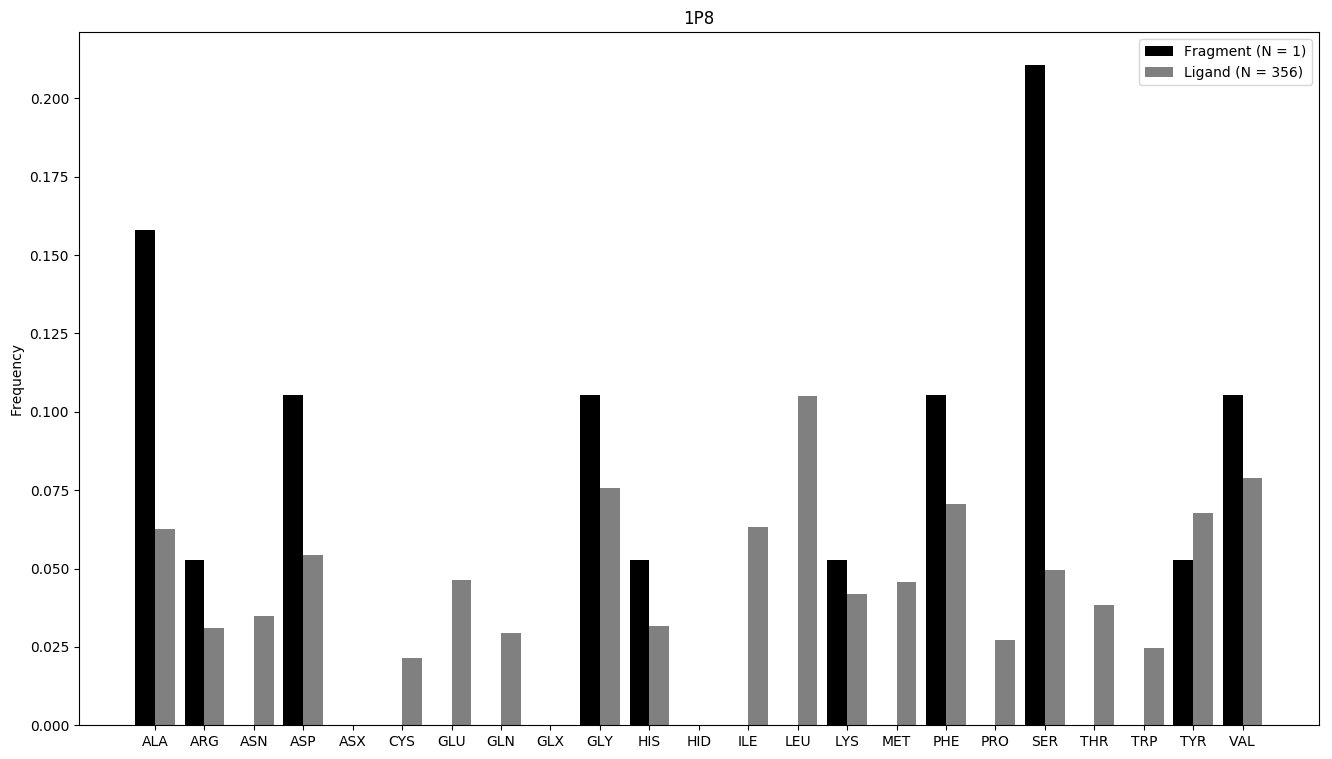 1P8
Fragment (N = 1)
Ligand (N = 356)
Frequency
0.200
0.175
0.150
0.125
0.100
0.075
0.050
0.025
0.000
ALA ARG ASN ASP ASX CYS GLU GLN GLX GLY HIS HID ILE LEU LYS MET PHE PRO SER THR TRP TYR VAL